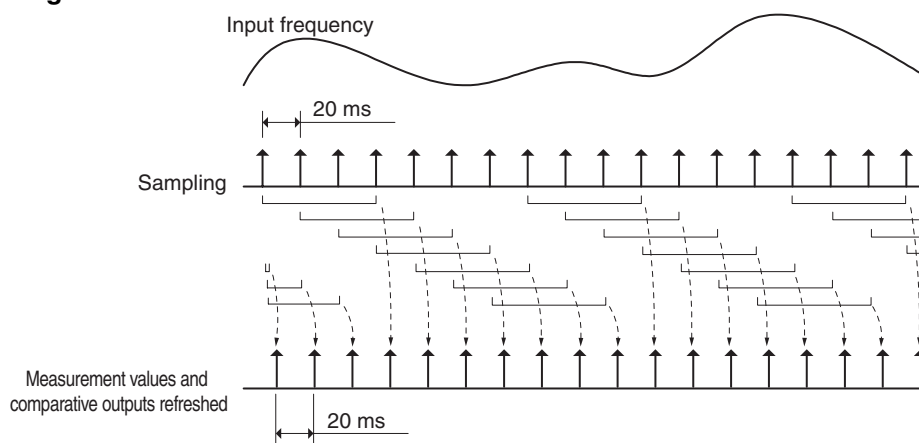 Input frequency
20 ms
Sampling
Measurement values and
comparative outputs refreshed
20 ms